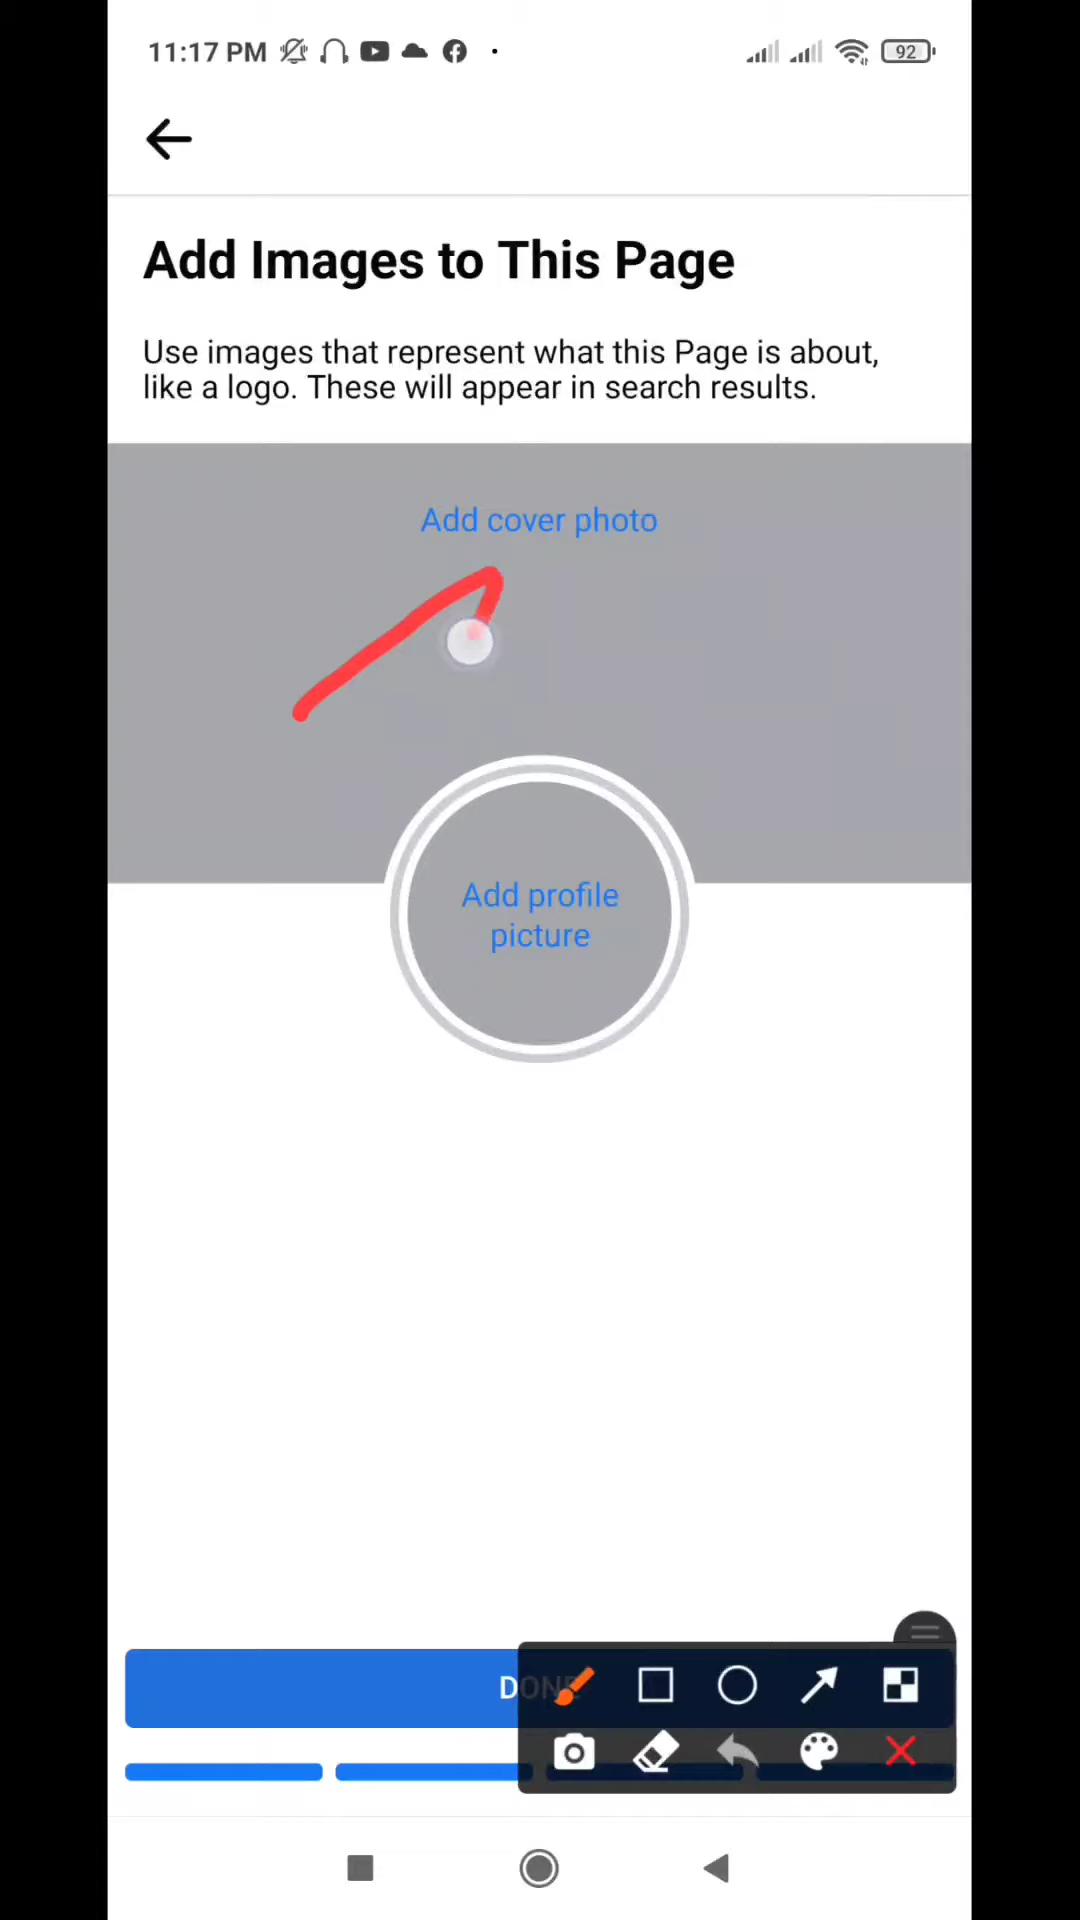 11:17 PM
92
Add Images to This Page
Use images that represent what this Page is about,
like a logo. These will appear in search results.
Add cover photo
Add profile
picture
DONE